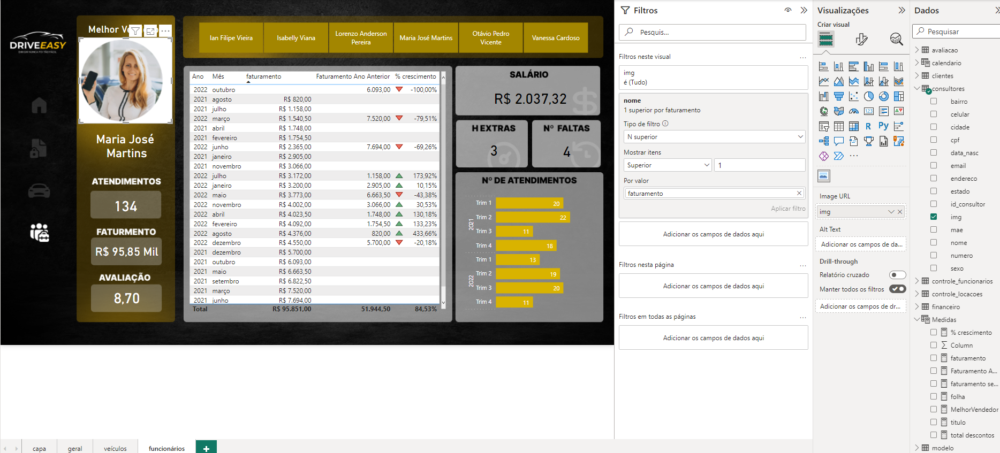 DRIVEEASY
DIRIGIR NUNCA FOI TÃO FÁCIL
Melhor Ve
Maria José
Martins
ATENDIMENTOS
134
FATURMENTO
R$ 95,85 Mil
AVALIAÇÃO
8,70
Ian Filipe Vieira
Isabelly Viana
Lorenzo Anderson
Pereira
Maria José Martins
Otávio Pedro
Vicente
Vanessa Cardoso
Ano Mês faturamento Faturamento Ano Anterior % crescimento
2022 outubro 6.093,00 -100,00%
2021 agosto R$ 820,00
2021 julho R$ 1.158,00
2022 março R$ 1.540,50 7.520,00 -79,51%
2021 abril R$ 1.748,00
2021 fevereiro R$ 1.754,50
2022 junho R$ 2.365,00 7.694,00 -69,26%
2021 janeiro R$ 2.905,00
2021 novembro R$ 3.066,00
2022 julho R$ 3.172,00 1.158,00 173,92%
2022 janeiro R$ 3.200,00 2.905,00 10,15%
2022 maio R$ 3.773,00 6.663,50 -43,38%
2022 novembro R$ 4.002,00 3.066,00 30,53%
2022 abril R$ 4.023,50 1.748,00 130,18%
2022 fevereiro R$ 4.092,00 1.754,50 133,23%
2022 agosto R$ 4.376,00 820,00 433,66%
2022 dezembro R$ 4.550,00 5.700,00 -20,18%
2021 dezembro R$ 5.700,00
2021 outubro R$ 6.093,00
2021 maio R$ 6.663,50
2021 setembro R$ 6.822,50
2021 março R$ 7.520,00
2021 junho R$ 7.694,00
Total R$ 95.851,00 51.944,50 84,53%
SALÁRIO
R$ 2.037,32
H EXTRAS
3
Nº FALTAS
4
Nº DE ATENDIMENTOS
2021
Trim 1 20
Trim 2 22
Trim 3 11
Trim 4 18
2022
Trim 1 13
Trim 2 19
Trim 3 20
Trim 4 11
capa
geral
veículos
funcionários
Filtros
Pesquis...
Filtros neste visual
img
é (Tudo)
nome
1 superior por faturamento
Tipo de filtro
N superior
Mostrar itens
Superior 1
Por valor
faturamento
Aplicar filtro
Adicionar os campos de dados aqui
Filtros nesta página
Adicionar os campos de dados aqui
Filtros em todas as páginas
Adicionar os campos de dados aqui
Visualizações
Criar visual
123
R
Py
Image URL
img
Alt Text
Adicionar os campos de da...
Drill-through
Relatório cruzado
Manter todos os filtros
Adicionar os campos de dr...
Dados
Pesquisar
avaliacao
calendario
clientes
consultores
bairro
celular
cidade
cpf
data_nasc
email
endereco
estado
id_consultor
img
mae
nome
numero
sexo
controle_funcionarios
controle_locacoes
financeiro
Medidas
% crescimento
Column
faturamento
Faturamento A...
faturamento se...
folha
MelhorVendedor
titulo
total descontos
modelo